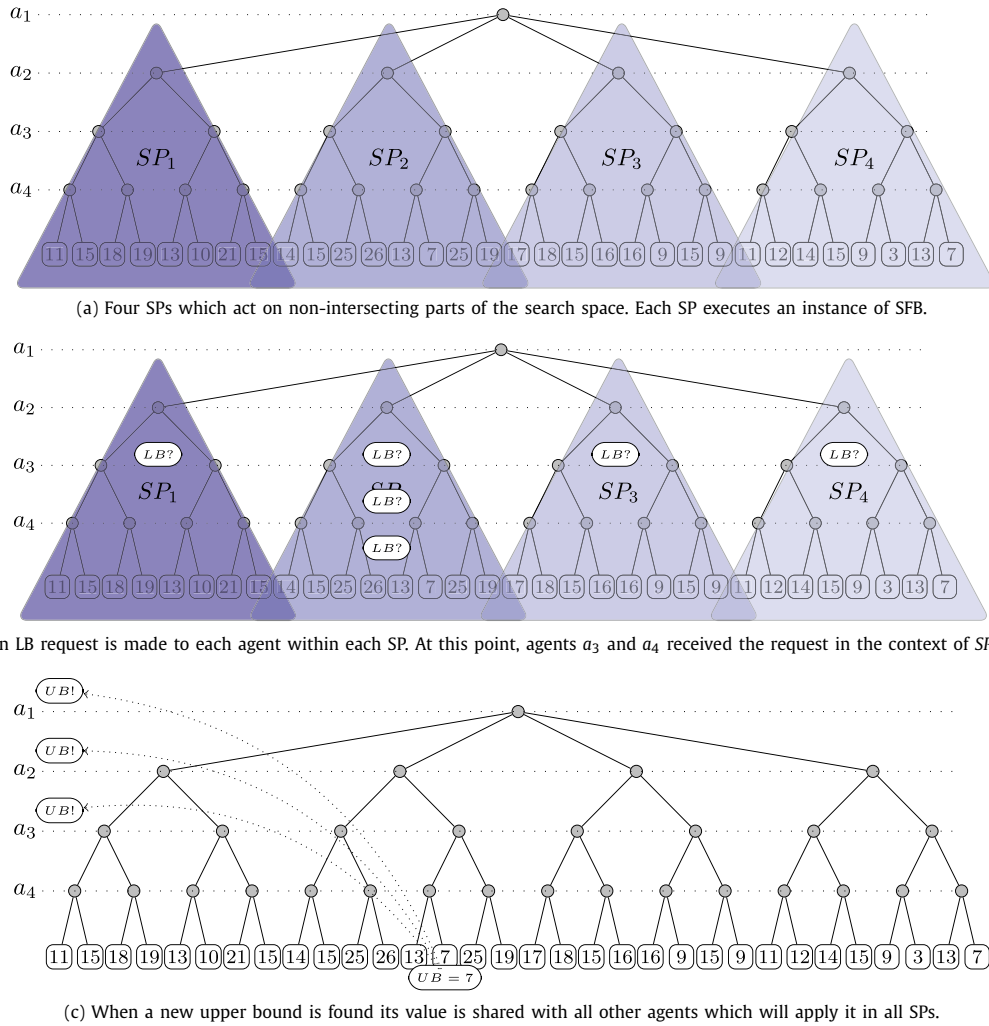 a1
a2
a3
SP1 SP2 SP3 SP4
a4
11 15 18 19 13 10 21 15 14 15 25 26 13 7 25 19 17 18 15 16 16 9 15 9 11 12 14 15 9 3 13 7
(a) Four SPs which act on non-intersecting parts of the search space. Each SP executes an instance of SFB.
a1
a2
LB? LB? LB? LB?
a3
SP1 SP3 SP4
LB?
a4
LB?
11 15 18 19 13 10 21 15 14 15 25 26 13 7 25 19 17 18 15 16 16 9 15 9 11 12 14 15 9 3 13 7
n LB request is made to each agent within each SP. At this point, agents a3 and a4 received the request in the context of SP
UB!
a1
UB!
a2
UB!
a3
a4
11 15 18 19 13 10 21 15 14 15 25 26 13 7 25 19 17 18 15 16 16 9 15 9 11 12 14 15 9 3 13 7
UB = 7
(c) When a new upper bound is found its value is shared with all other agents which will apply it in all SPs.